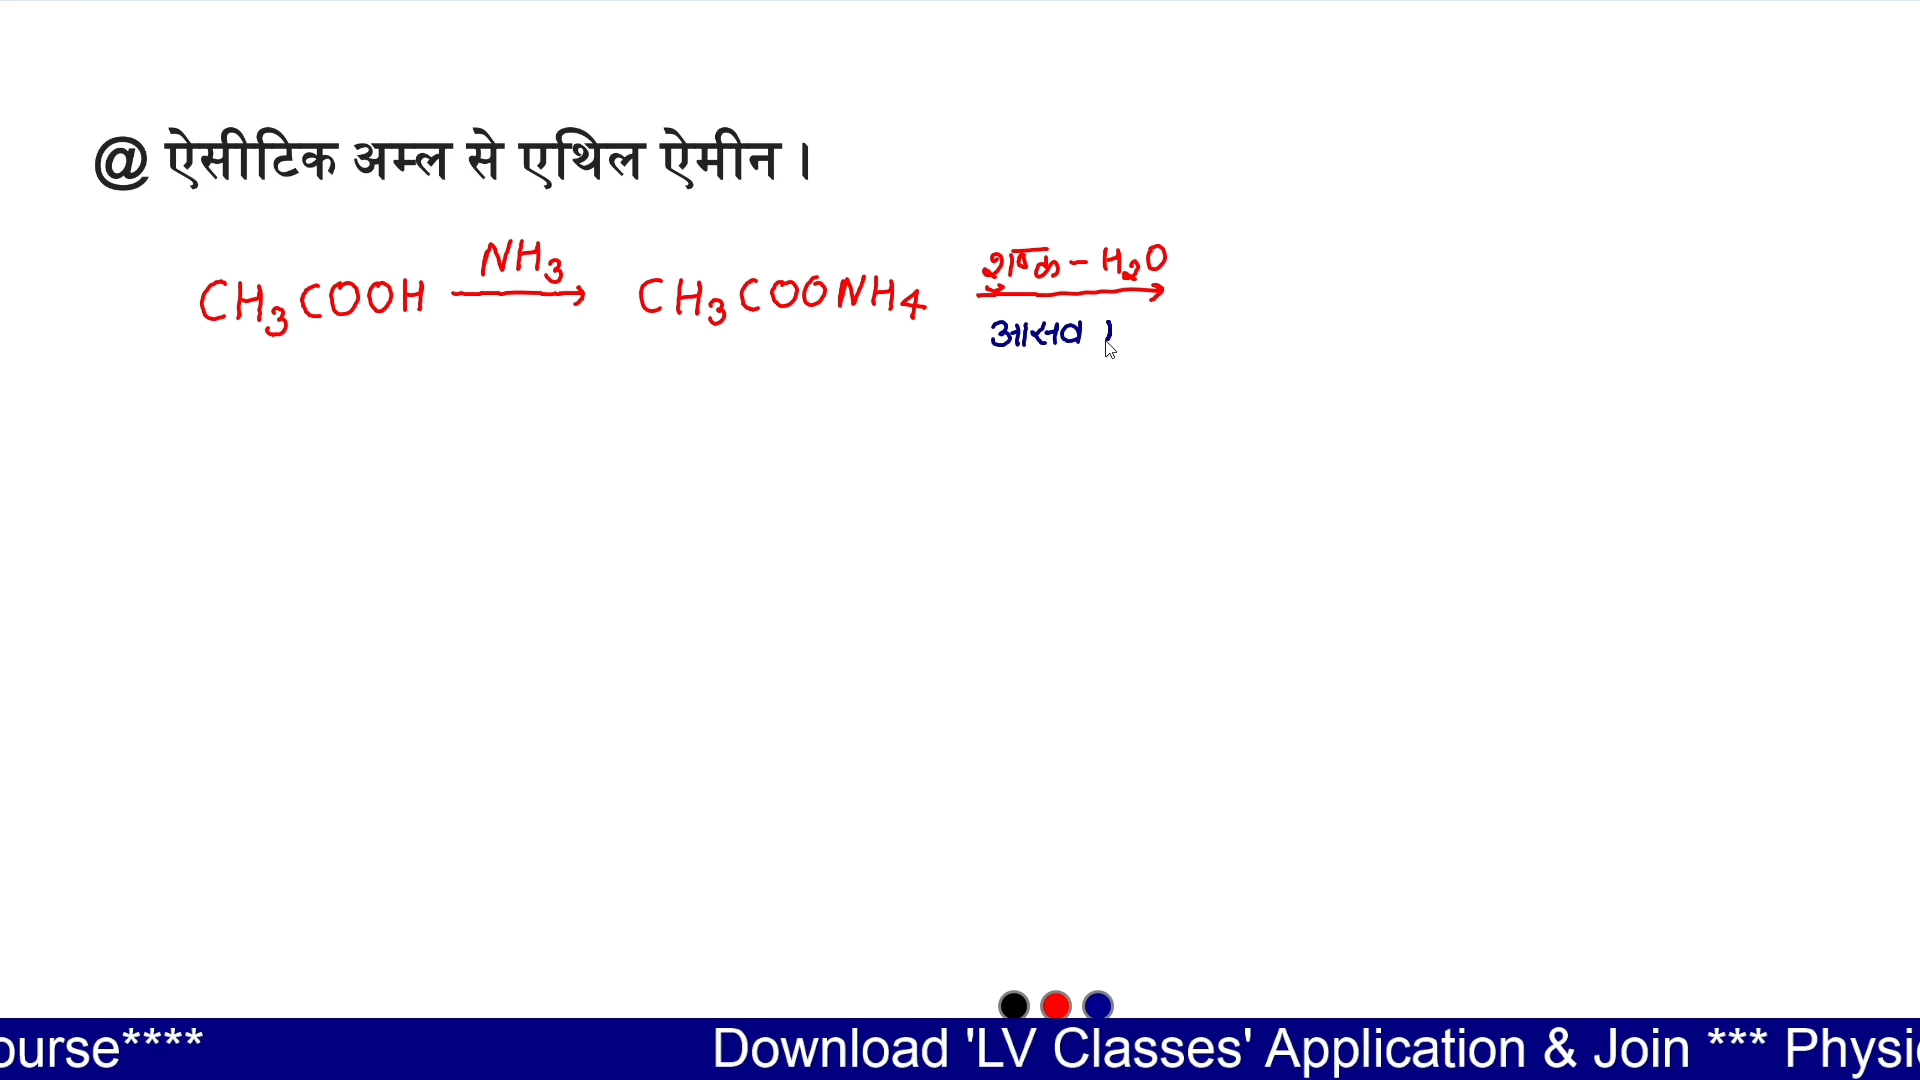 @ ऐसीटिक अम्ल से एथिल ऐमीन ।
CH₃COOH NH₃ → CH₃COONH₄ शुष्क - H₂O →
आसव
ourse**** Download 'LV Classes' Application & Join *** Physi